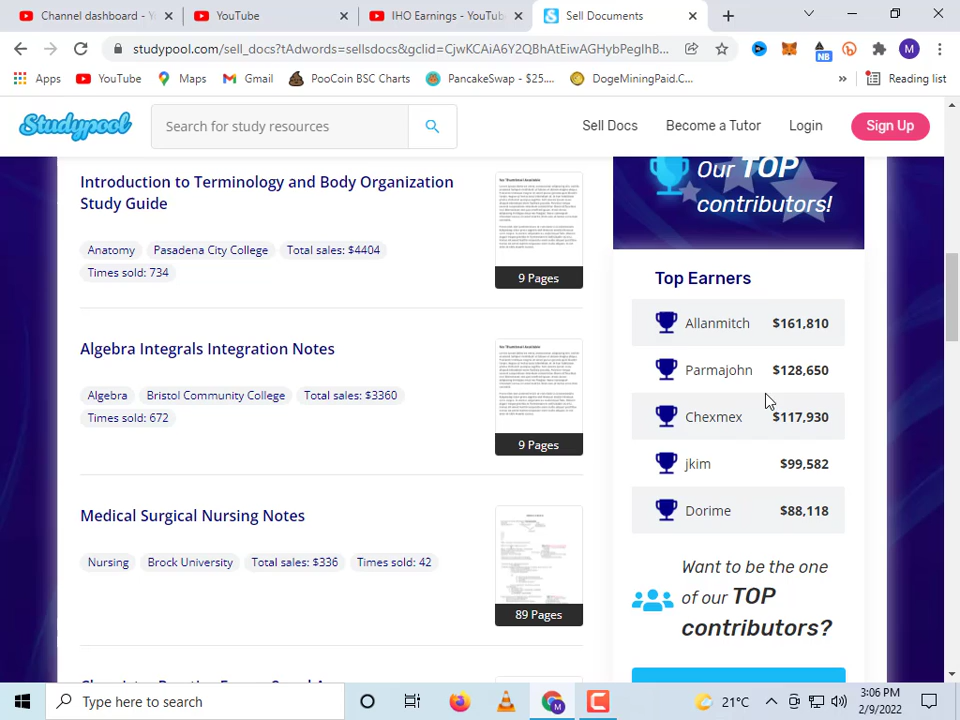 Channel dashboard - Yo
YouTube
IHO Earnings - YouTub
Sell Documents
studypool.com/sell_docs?tAdwords=sellsdocs&gclid=CjwKCAiA6Y2QBhAtEiwAGHybPegIhB...
NB
M
Apps
YouTube
Maps
Gmail
PooCoin BSC Charts
PancakeSwap - $25....
DogeMiningPaid.C...
Reading list
Studypool
Search for study resources
Sell Docs
Become a Tutor
Login
Sign Up
Introduction to Terminology and Body Organization
Study Guide
Anatomy
Pasadena City College
Total sales: $4404
Times sold: 734
9 Pages
Algebra Integrals Integration Notes
Algebra
Bristol Community College
Total sales: $3360
Times sold: 672
9 Pages
Medical Surgical Nursing Notes
Nursing
Brock University
Total sales: $336
Times sold: 42
89 Pages
Our TOP
contributors!
Top Earners
Allanmitch $161,810
Parmajohn $128,650
Chexmex $117,930
jkim $99,582
Dorime $88,118
Want to be the one
of our TOP
contributors?
Type here to search
21°C
3:06 PM
2/9/2022